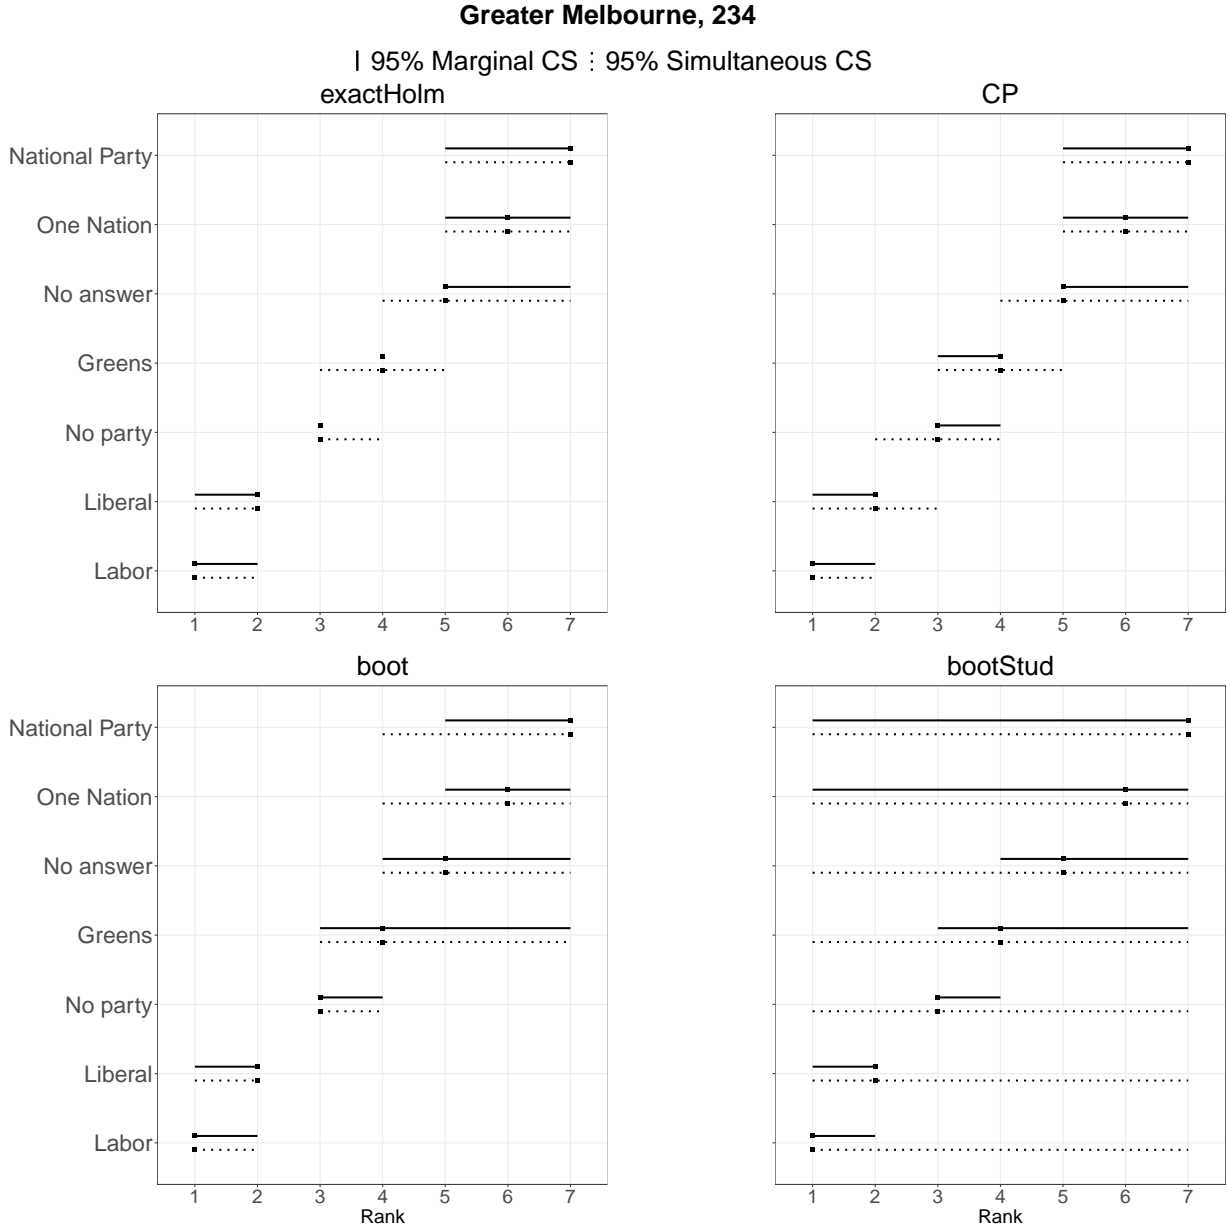 Greater Melbourne, 234
95% Marginal CS 95% Simultaneous CS
exactHolm
CP
National Party
One Nation
No answer
Greens
No party
Liberal
Labor
1 2 3 4 5 6 7
1 2 3 4 5 6 7
boot
bootStud
National Party
One Nation
No answer
Greens
No party
Liberal
Labor
1 2 3 4 5 6 7
1 2 3 4 5 6 7
Rank
Rank